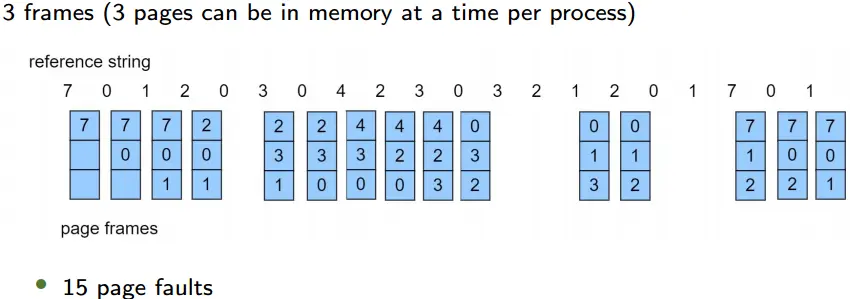 3 frames (3 pages can be in memory at a time per process)
reference string
7 0 1 2 0 3 0 4 2 3 0 3 2 1 2 0 1 7 0 1
7 7 7 2 2 2 4 4 4 0 0 0 7 7 7
0 0 0 3 3 3 2 2 3 1 1 1 0 0
1 1 1 0 0 0 3 2 3 2 2 2 1
page frames
• 15 page faults